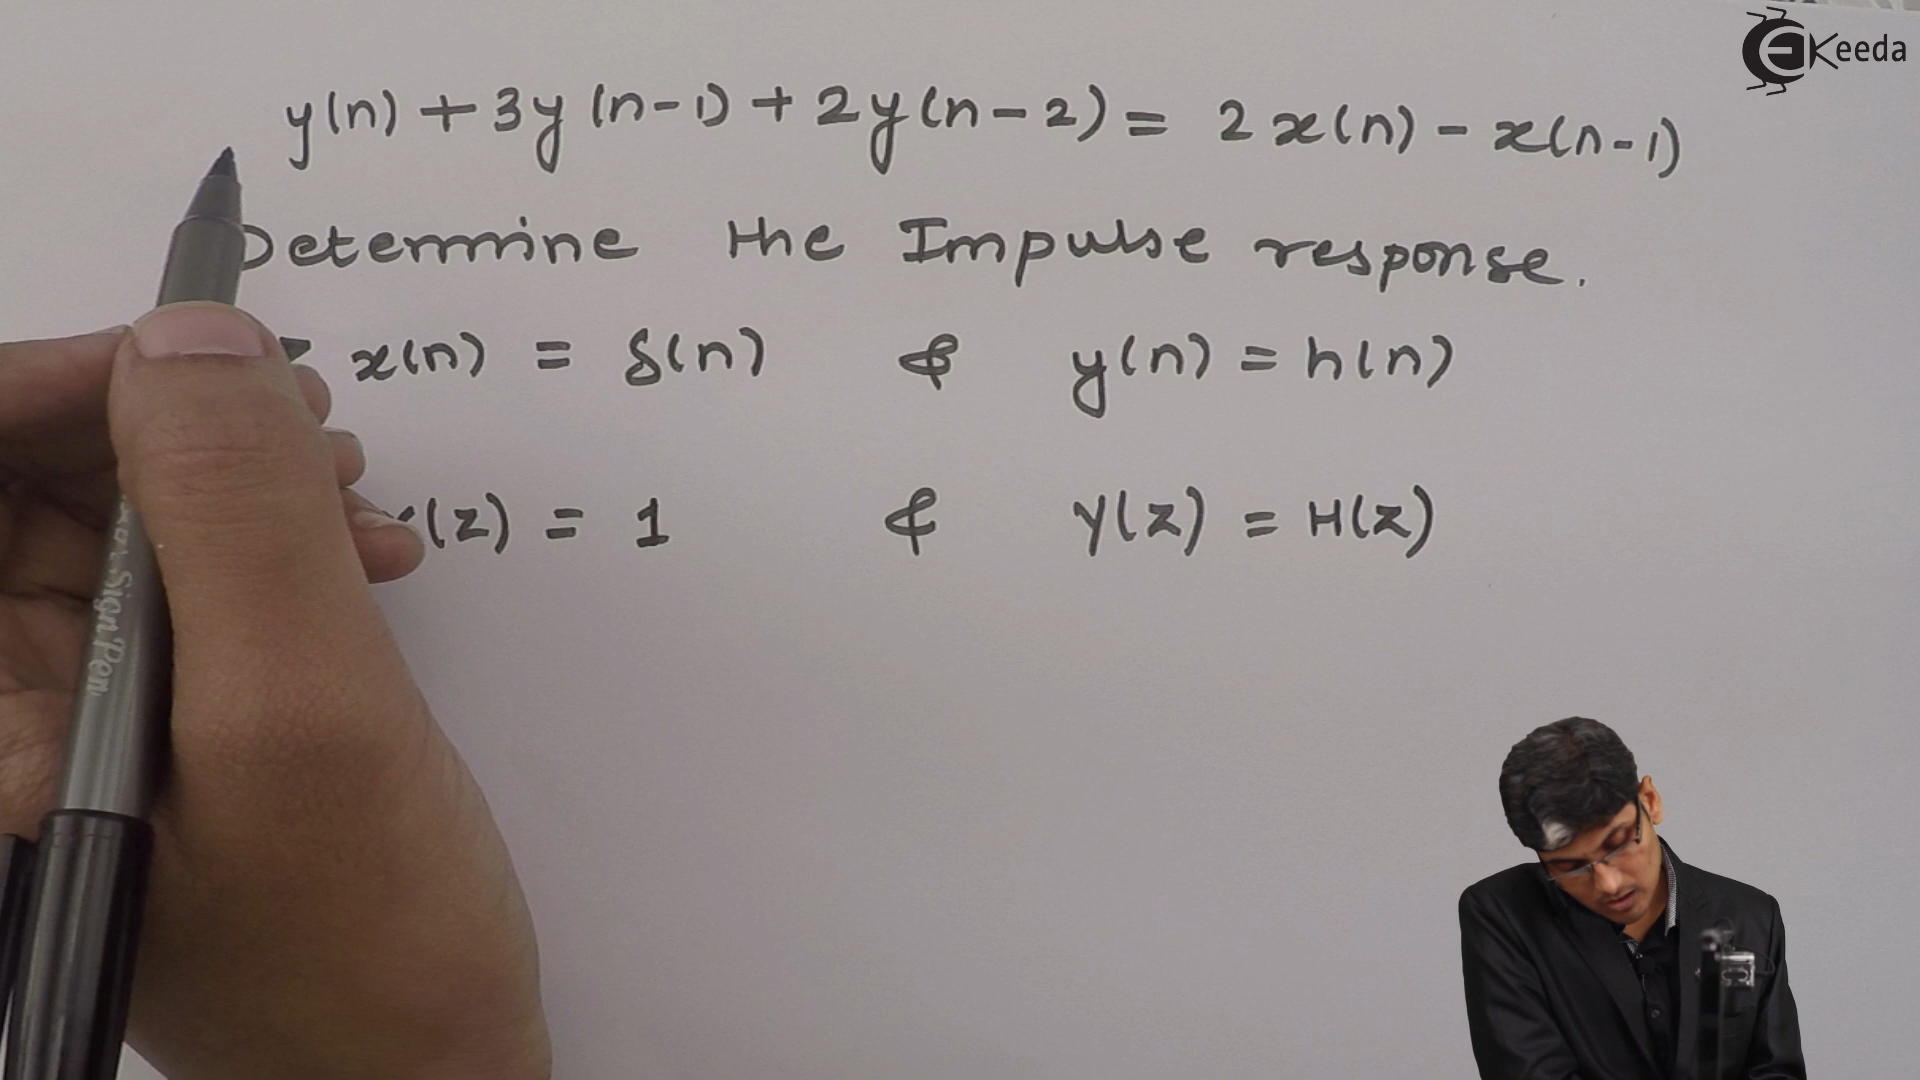 Keeda
y(n) + 3y(n-1) + 2y(n-2) = 2x(n) - x(n-1)
Determine the Impulse response.
x(n) = δ(n) & y(n) = h(n)
x(z) = 1 & Y(z) = H(z)
Sign Pen